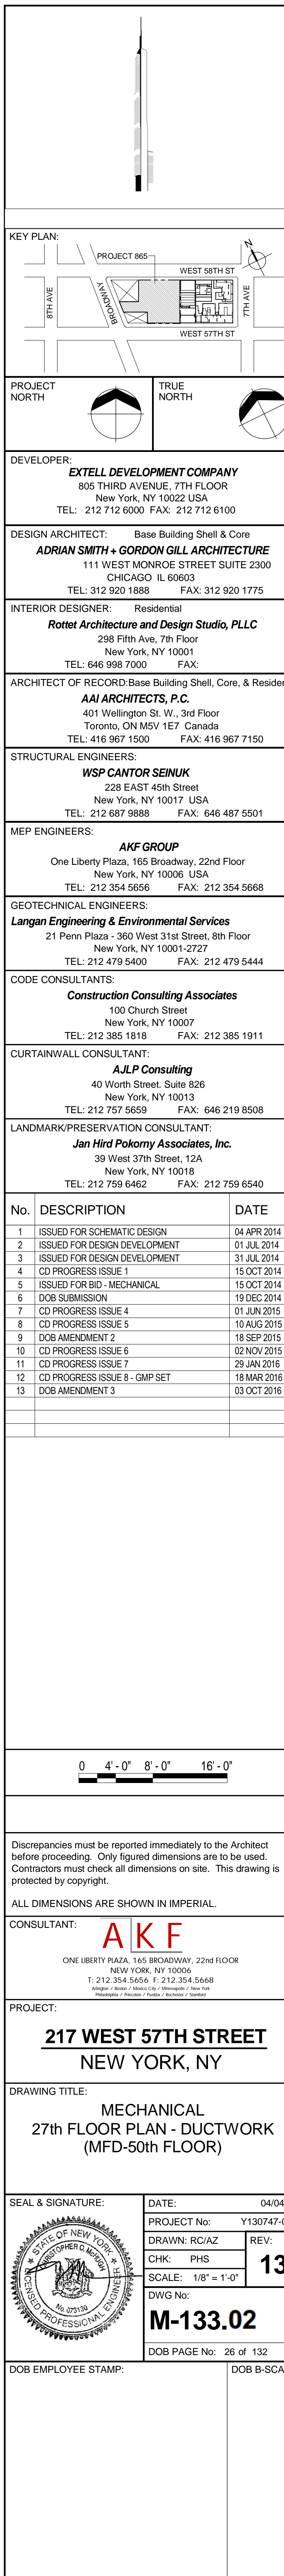 KEY PLAN:
N
PROJECT 865
WEST 58TH ST
8TH AVE
BROADWAY
7TH AVE
WEST 57TH ST
PROJECT NORTH
TRUE NORTH
DEVELOPER:
EXTELL DEVELOPMENT COMPANY
805 THIRD AVENUE, 7TH FLOOR
New York, NY 10022 USA
TEL: 212 712 6000 FAX: 212 712 6100
DESIGN ARCHITECT: Base Building Shell & Core
ADRIAN SMITH + GORDON GILL ARCHITECTURE
111 WEST MONROE STREET SUITE 2300
CHICAGO IL 60603
TEL: 312 920 1888 FAX: 312 920 1775
INTERIOR DESIGNER: Residential
Rottet Architecture and Design Studio, PLLC
298 Fifth Ave, 7th Floor
New York, NY 10001
TEL: 646 998 7000 FAX:
ARCHITECT OF RECORD:Base Building Shell, Core, & Resider
AAI ARCHITECTS, P.C.
401 Wellington St. W., 3rd Floor
Toronto, ON M5V 1E7 Canada
TEL: 416 967 1500 FAX: 416 967 7150
STRUCTURAL ENGINEERS:
WSP CANTOR SEINUK
228 EAST 45th Street
New York, NY 10017 USA
TEL: 212 687 9888 FAX: 646 487 5501
MEP ENGINEERS:
AKF GROUP
One Liberty Plaza, 165 Broadway, 22nd Floor
New York, NY 10006 USA
TEL: 212 354 5656 FAX: 212 354 5668
GEOTECHNICAL ENGINEERS:
Langan Engineering & Environmental Services
21 Penn Plaza - 360 West 31st Street, 8th Floor
New York, NY 10001-2727
TEL: 212 479 5400 FAX: 212 479 5444
CODE CONSULTANTS:
Construction Consulting Associates
100 Church Street
New York, NY 10007
TEL: 212 385 1818 FAX: 212 385 1911
CURTAINWALL CONSULTANT:
AJLP Consulting
40 Worth Street. Suite 826
New York, NY 10013
TEL: 212 757 5659 FAX: 646 219 8508
LANDMARK/PRESERVATION CONSULTANT:
Jan Hird Pokorny Associates, Inc.
39 West 37th Street, 12A
New York, NY 10018
TEL: 212 759 6462 FAX: 212 759 6540
No. DESCRIPTION DATE
1 ISSUED FOR SCHEMATIC DESIGN 04 APR 2014
2 ISSUED FOR DESIGN DEVELOPMENT 01 JUL 2014
3 ISSUED FOR DESIGN DEVELOPMENT 31 JUL 2014
4 CD PROGRESS ISSUE 1 15 OCT 2014
5 ISSUED FOR BID - MECHANICAL 15 OCT 2014
6 DOB SUBMISSION 19 DEC 2014
7 CD PROGRESS ISSUE 4 01 JUN 2015
8 CD PROGRESS ISSUE 5 10 AUG 2015
9 DOB AMENDMENT 2 18 SEP 2015
10 CD PROGRESS ISSUE 6 02 NOV 2015
11 CD PROGRESS ISSUE 7 29 JAN 2016
12 CD PROGRESS ISSUE 8 - GMP SET 18 MAR 2016
13 DOB AMENDMENT 3 03 OCT 2016
0 4' - 0" 8' - 0" 16' - 0"
Discrepancies must be reported immediately to the Architect
before proceeding. Only figured dimensions are to be used.
Contractors must check all dimensions on site. This drawing is
protected by copyright.
ALL DIMENSIONS ARE SHOWN IN IMPERIAL.
CONSULTANT:
AKF
ONE LIBERTY PLAZA, 165 BROADWAY, 22nd FLOOR
NEW YORK, NY 10006
T: 212.354.5656 F: 212.354.5668
Arlington / Boston / Mexico City / Minneapolis / New York
Philadelphia / Princeton / Puebla / Rochester / Stamford
PROJECT:
217 WEST 57TH STREET
NEW YORK, NY
DRAWING TITLE:
MECHANICAL
27th FLOOR PLAN - DUCTWORK
(MFD-50th FLOOR)
SEAL & SIGNATURE:
STATE OF NEW YORK
CHRISTOPHER O. McHUGH
No. 073130
LICENSED PROFESSIONAL ENGINEER
DATE: 04/04
PROJECT No: Y130747-0
DRAWN: RC/AZ
REV:
13
CHK: PHS
SCALE: 1/8" = 1'-0"
DWG No:
M-133.02
DOB PAGE No: 26 of 132
DOB EMPLOYEE STAMP:
DOB B-SCA